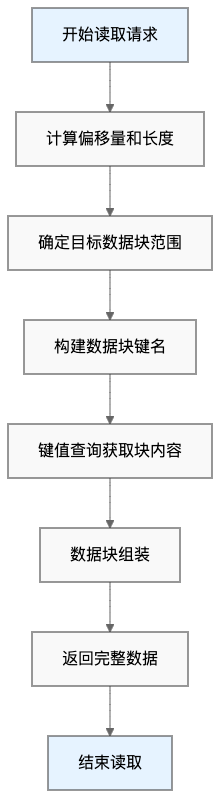 开始读取请求
计算偏移量和长度
确定目标数据块范围
构建数据块键名
键值查询获取块内容
数据块组装
返回完整数据
结束读取